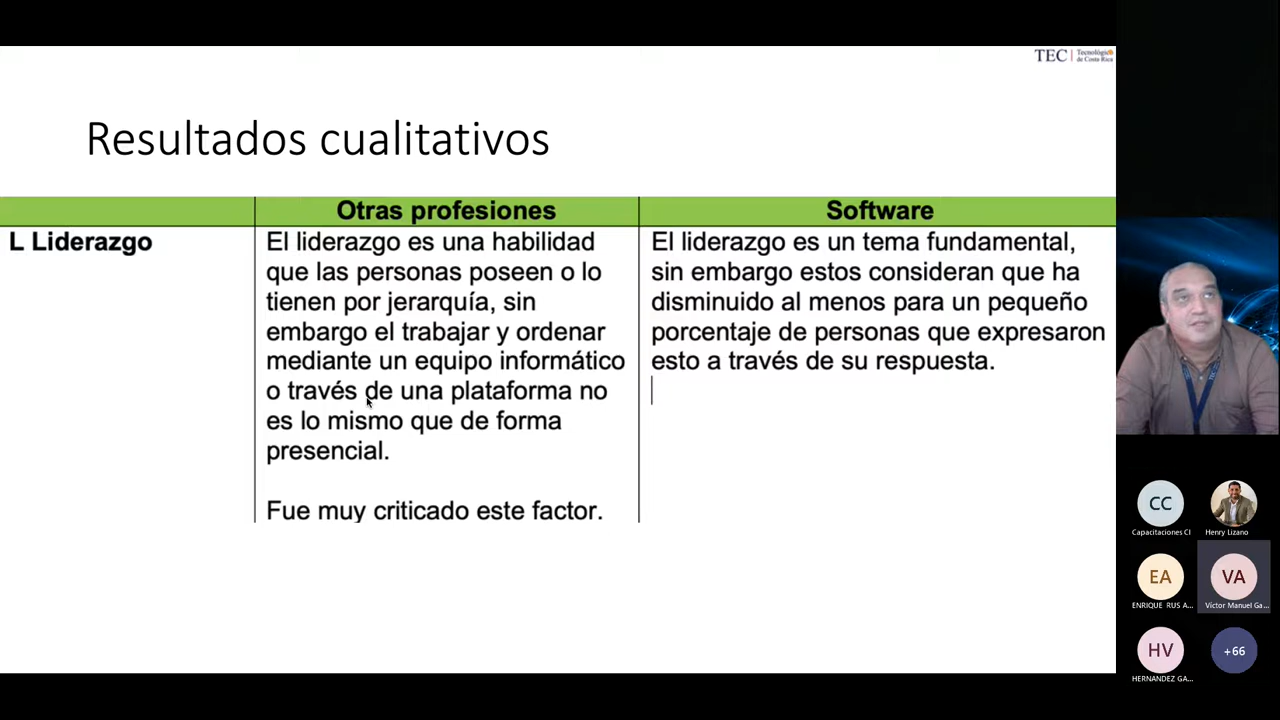 TEC | Tecnológico
de Costa Rica
Resultados cualitativos
Otras profesiones
Software
L Liderazgo
El liderazgo es una habilidad
que las personas poseen o lo
tienen por jerarquía, sin
embargo el trabajar y ordenar
mediante un equipo informático
o través de una plataforma no
es lo mismo que de forma
presencial.
Fue muy criticado este factor.
El liderazgo es un tema fundamental,
sin embargo estos consideran que ha
disminuido al menos para un pequeño
porcentaje de personas que expresaron
esto a través de su respuesta.
CC
Capacitaciones CI
Henry Lizano
EA
ENRIQUE RUS A...
VA
Víctor Manuel Ga...
HV
HERNANDEZ GA...
+66